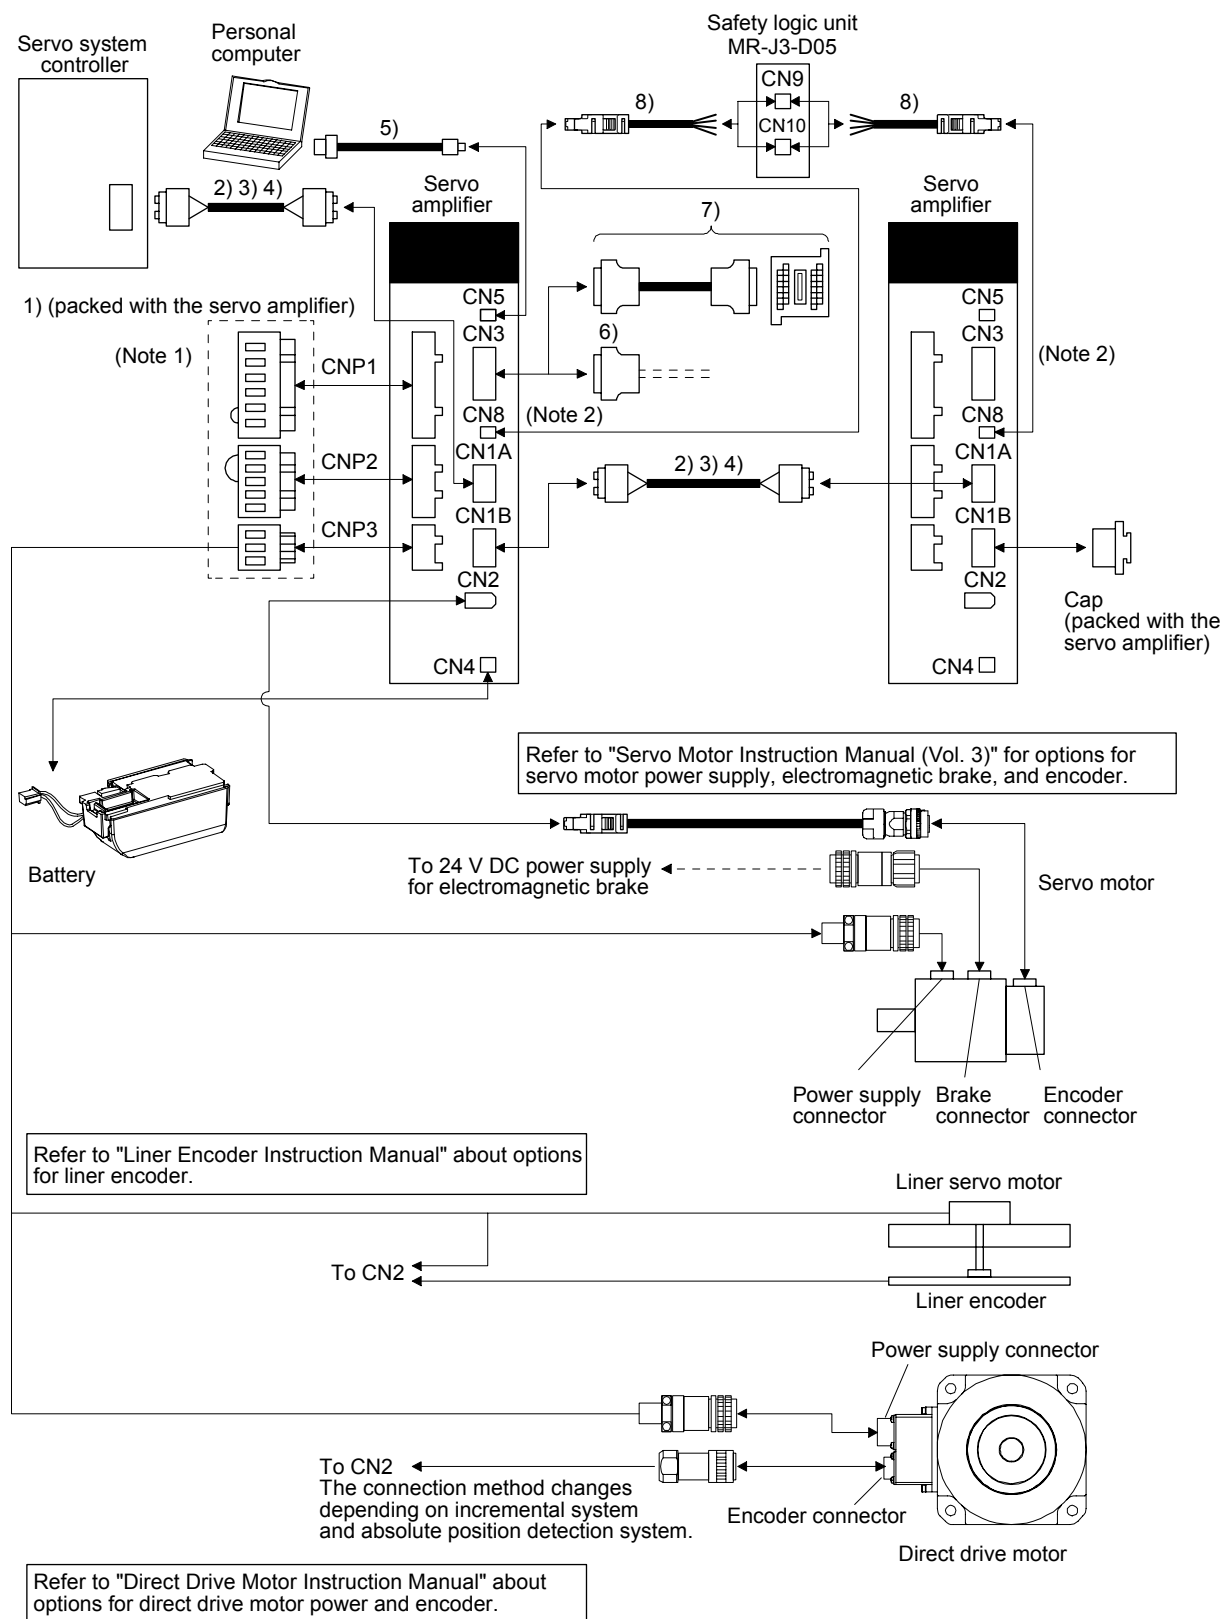 Servo system
controller
Personal
computer
Safety logic unit
MR-J3-D05
CN9
CN10
8)
8)
5)
2) 3) 4)
Servo
amplifier
Servo
amplifier
7)
1) (packed with the servo amplifier)
(Note 1)
CNP1
CNP2
CNP3
CN5
CN3
CN8
CN1A
CN1B
CN2
CN4
6)
(Note 2)
2) 3) 4)
CN5
CN3
CN8
CN1A
CN1B
CN2
CN4
(Note 2)
Cap
(packed with the
servo amplifier)
Refer to "Servo Motor Instruction Manual (Vol. 3)" for options for
servo motor power supply, electromagnetic brake, and encoder.
Battery
To 24 V DC power supply
for electromagnetic brake
Servo motor
Power supply
connector
Brake
connector
Encoder
connector
Refer to "Liner Encoder Instruction Manual" about options
for liner encoder.
Liner servo motor
To CN2
Liner encoder
Power supply connector
To CN2
The connection method changes
depending on incremental system
and absolute position detection system.
Encoder connector
Direct drive motor
Refer to "Direct Drive Motor Instruction Manual" about
options for direct drive motor power and encoder.